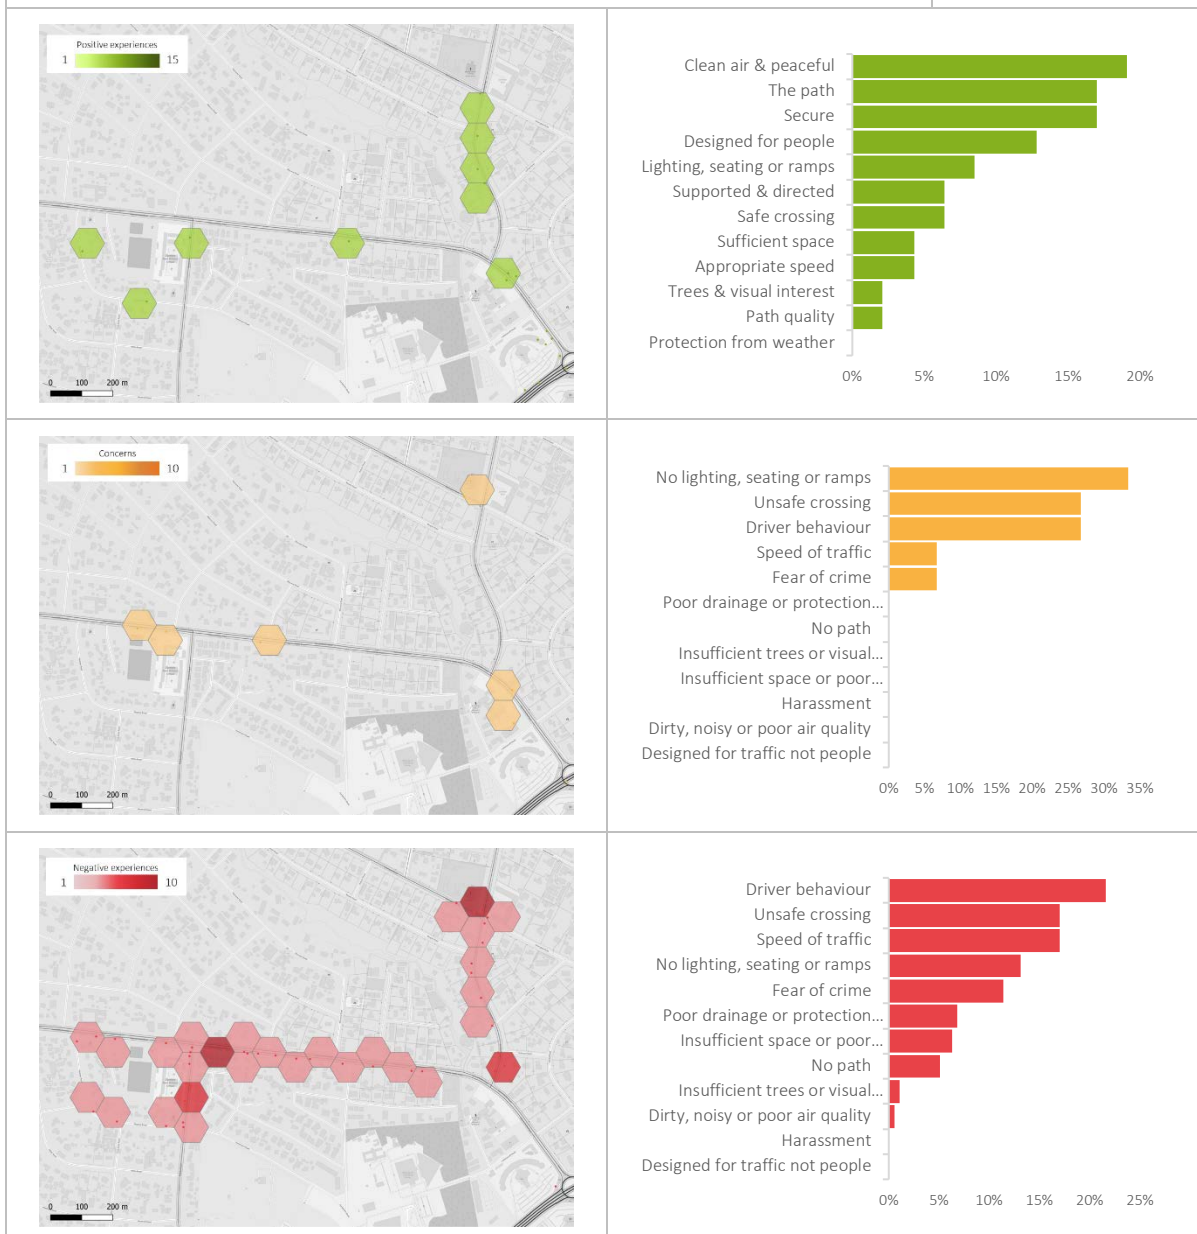 Positive experiences
1 15
0 100 200 m
Clean air & peaceful
The path
Secure
Designed for people
Lighting, seating or ramps
Supported & directed
Safe crossing
Sufficient space
Appropriate speed
Trees & visual interest
Path quality
Protection from weather
0% 5% 10% 15% 20%
Concerns
1 10
0 100 200 m
No lighting, seating or ramps
Unsafe crossing
Driver behaviour
Speed of traffic
Fear of crime
Poor drainage or protection...
No path
Insufficient trees or visual...
Insufficient space or poor...
Harassment
Dirty, noisy or poor air quality
Designed for traffic not people
0% 5% 10% 15% 20% 25% 30% 35%
Negative experiences
1 10
0 100 200 m
Driver behaviour
Unsafe crossing
Speed of traffic
No lighting, seating or ramps
Fear of crime
Poor drainage or protection...
Insufficient space or poor...
No path
Insufficient trees or visual...
Dirty, noisy or poor air quality
Harassment
Designed for traffic not people
0% 5% 10% 15% 20% 25%